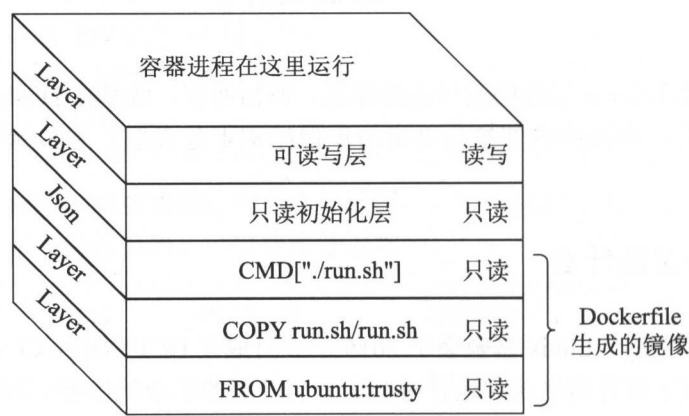 容器进程在这里运行
Layer
可读写层 读写
Layer
只读初始化层 只读
Json
CMD["./run.sh"] 只读
Layer
COPY run.sh/run.sh 只读
Layer
FROM ubuntu:trusty 只读
Dockerfile
生成的镜像